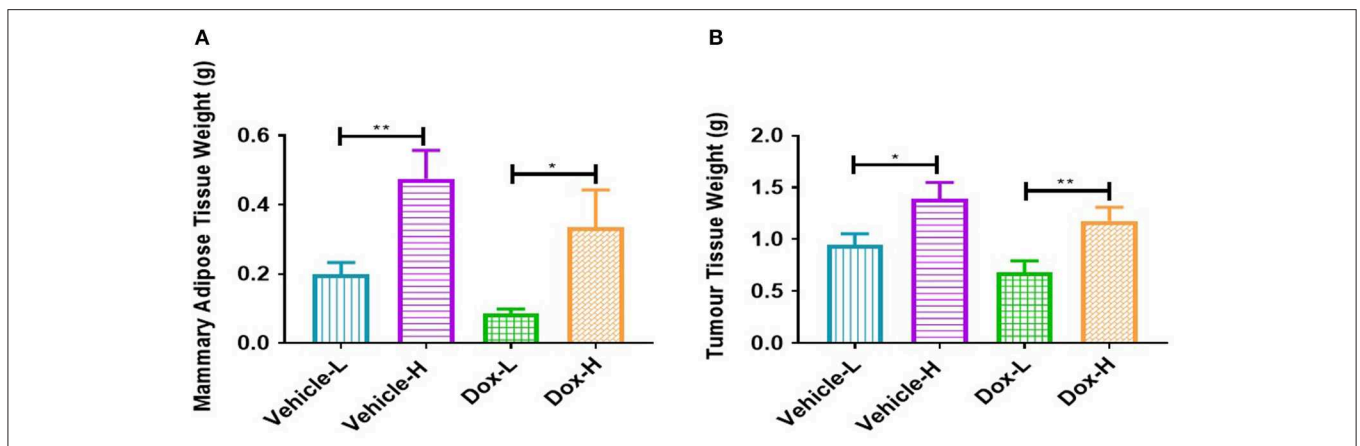 A
Mammary Adipose Tissue Weight (g)
0.6
0.4
0.2
0.0
**
*
Vehicle-L
Vehicle-H
Dox-L
Dox-H
B
Tumour Tissue Weight (g)
2.0
1.5
1.0
0.5
0.0
*
**
Vehicle-L
Vehicle-H
Dox-L
Dox-H